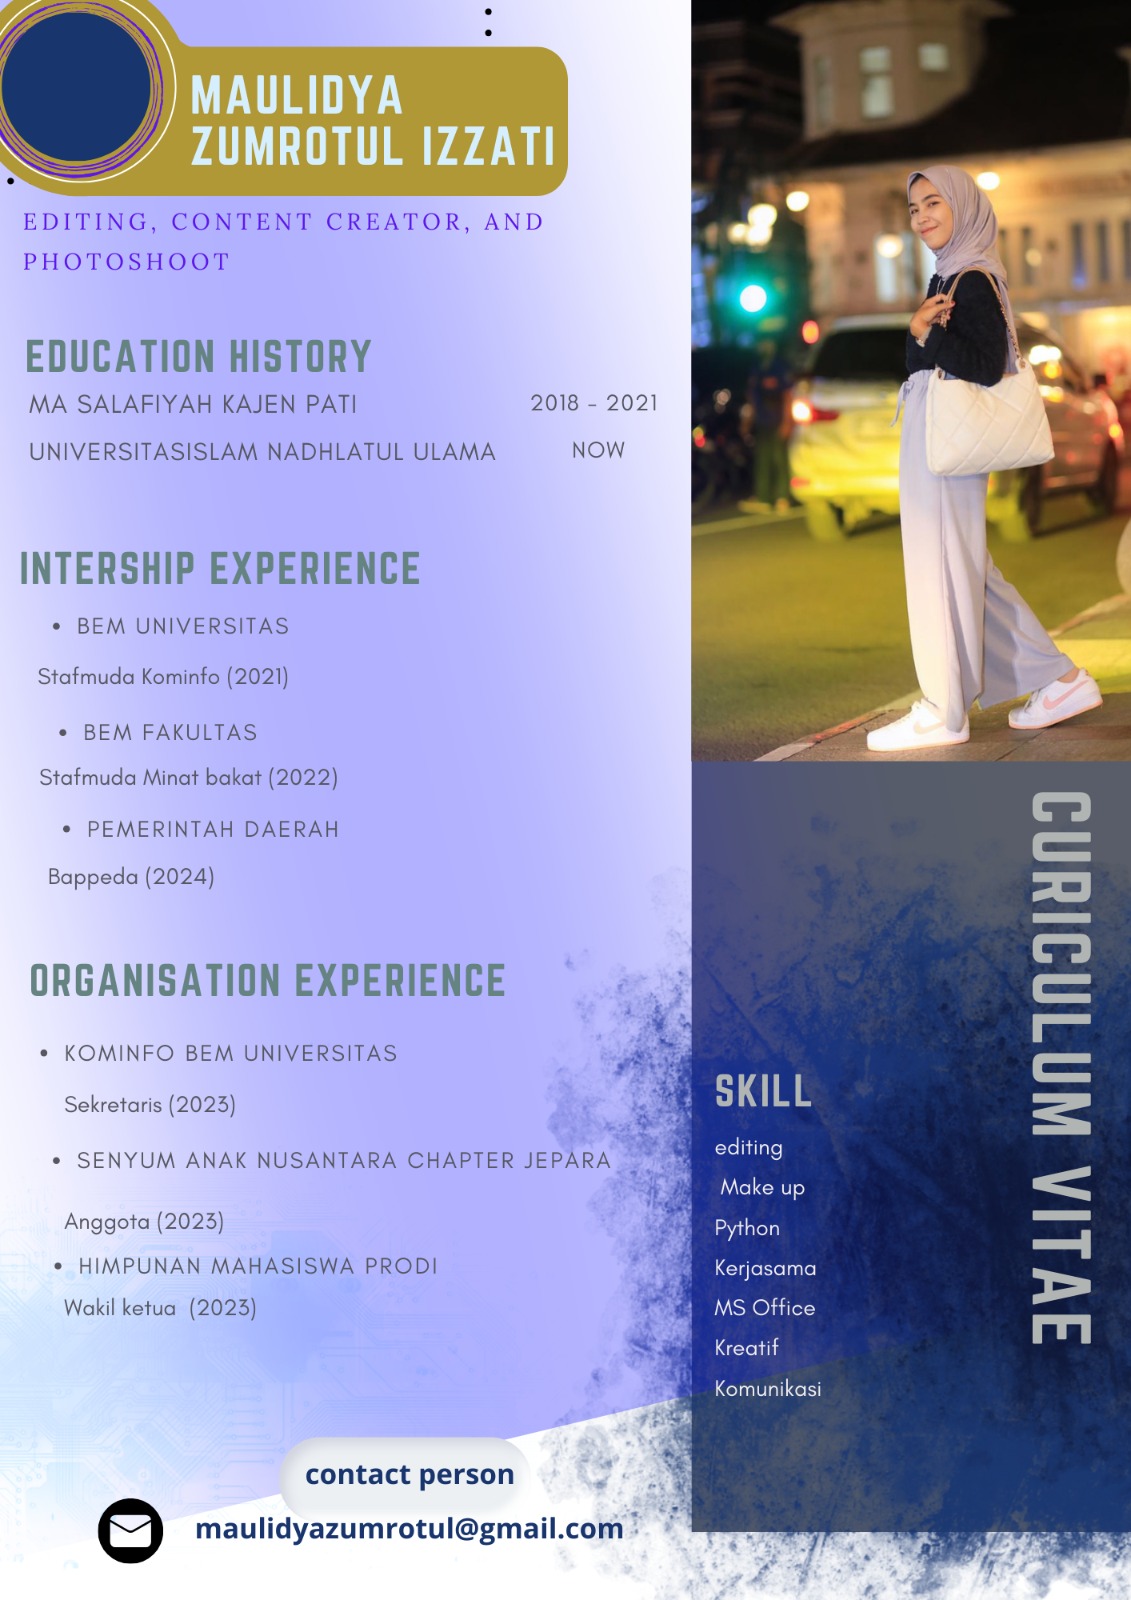 MAULIDYA
ZUMROTUL IZZATI
EDITING, CONTENT CREATOR, AND
PHOTOSHOOT
EDUCATION HISTORY
MA SALAFIYAH KAJEN PATI 2018 - 2021
UNIVERSITASISLAM NADHLATUL ULAMA NOW
INTERSHIP EXPERIENCE
• BEM UNIVERSITAS
Stafmuda Kominfo (2021)
• BEM FAKULTAS
Stafmuda Minat bakat (2022)
• PEMERINTAH DAERAH
Bappeda (2024)
ORGANISATION EXPERIENCE
• KOMINFO BEM UNIVERSITAS
Sekretaris (2023)
• SENYUM ANAK NUSANTARA CHAPTER JEPARA
Anggota (2023)
• HIMPUNAN MAHASISWA PRODI
Wakil ketua (2023)
contact person
maulidyazumrotul@gmail.com
CURICULUM VITAE
SKILL
editing
Make up
Python
Kerjasama
MS Office
Kreatif
Komunikasi